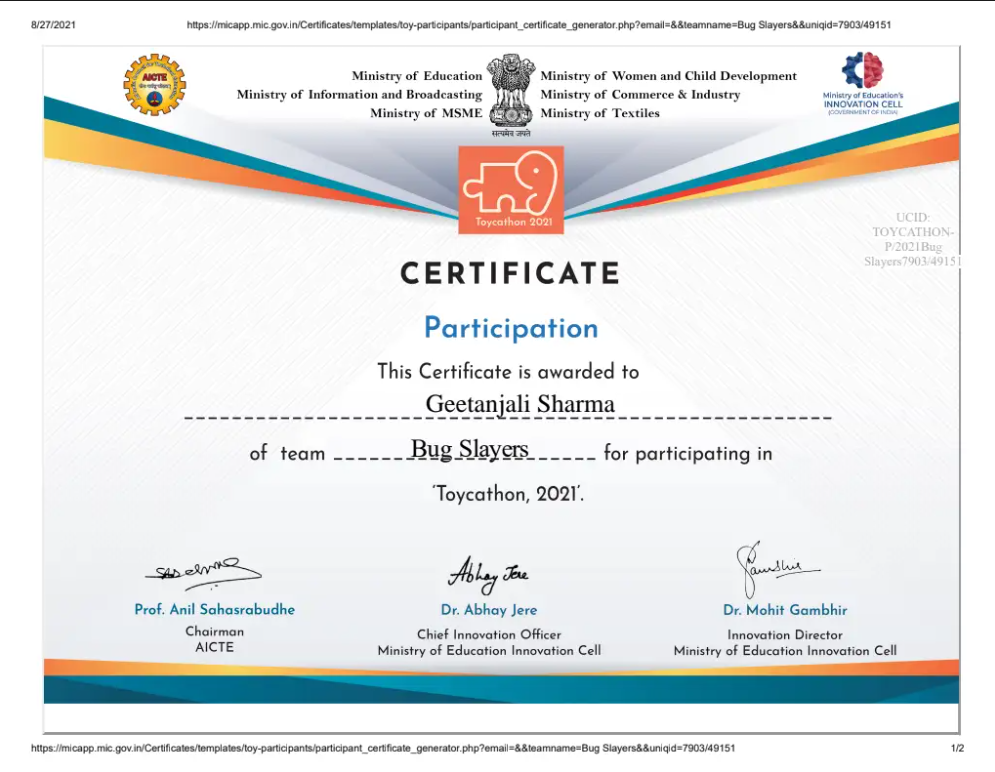 8/27/2021
https://micapp.mic.gov.in/Certificates/templates/toy-participants/participant_certificate_generator.php?email=&&teamname=Bug Slayers&&uniqid=7903/49151
AICTE
Ministry of Education
Ministry of Information and Broadcasting
Ministry of MSME
सत्यमेव जयते
Ministry of Women and Child Development
Ministry of Commerce & Industry
Ministry of Textiles
Ministry of Education's
INNOVATION CELL
(GOVERNMENT OF INDIA)
Toycathon 2021
UCID:
TOYCATHON-
P/2021Bug
Slayers7903/49151
CERTIFICATE
Participation
This Certificate is awarded to
Geetanjali Sharma
of team Bug Slayers for participating in
'Toycathon, 2021'.
Abhay Jere
Prof. Anil Sahasrabudhe
Chairman
AICTE
Dr. Abhay Jere
Chief Innovation Officer
Ministry of Education Innovation Cell
Dr. Mohit Gambhir
Innovation Director
Ministry of Education Innovation Cell
https://micapp.mic.gov.in/Certificates/templates/toy-participants/participant_certificate_generator.php?email=&&teamname=Bug Slayers&&uniqid=7903/49151
1/2